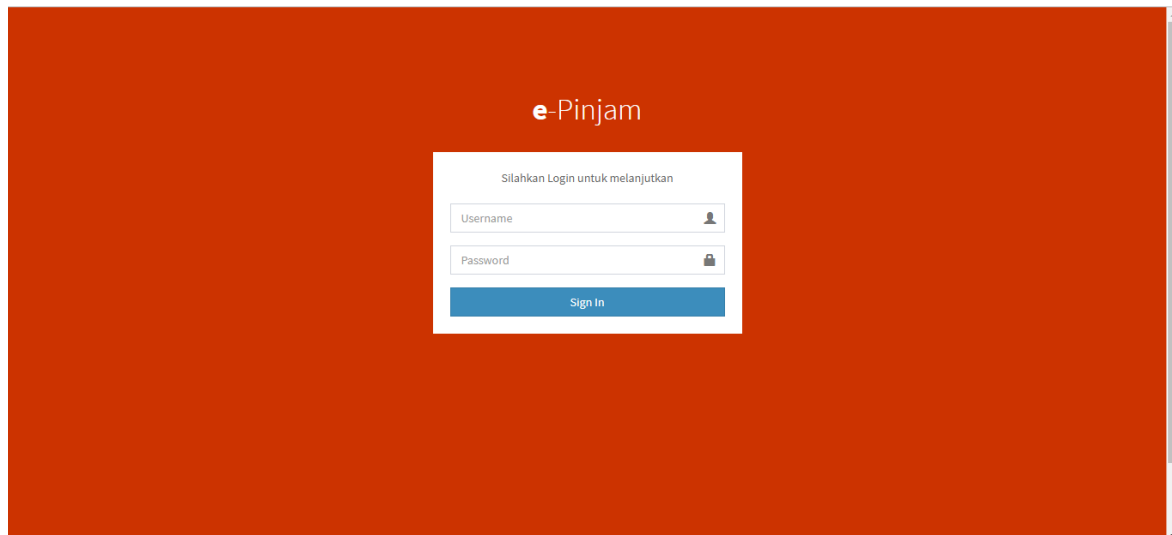 e-Pinjam
Silahkan Login untuk melanjutkan
Username
Password
Sign In